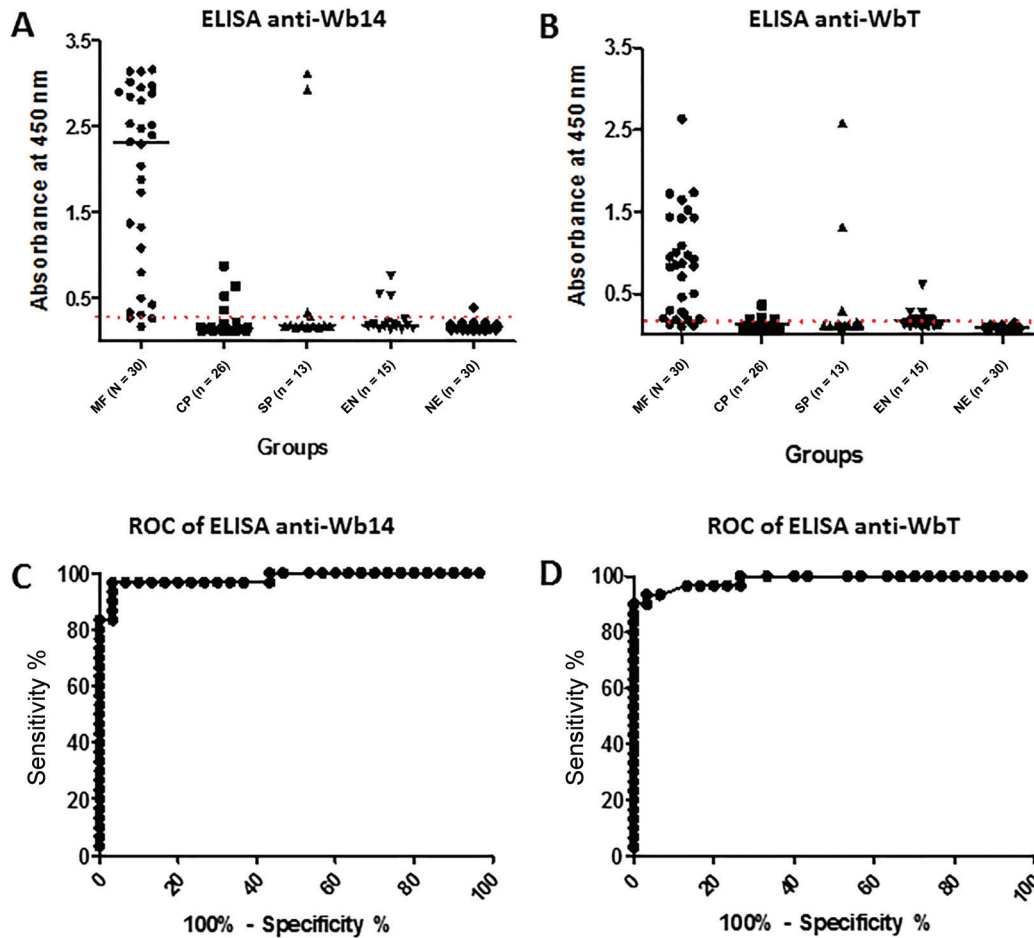 A
ELISA anti-Wb14
Absorbance at 450 nm
3.5
2.5
1.5
0.5
MF (N = 30)
CP (n = 26)
SP (n = 13)
EN (n = 15)
NE (n = 30)
Groups
B
ELISA anti-WbT
Absorbance at 450 nm
3.5
2.5
1.5
0.5
MF (N = 30)
CP (n = 26)
SP (n = 13)
EN (n = 15)
NE (n = 30)
Groups
C
ROC of ELISA anti-Wb14
Sensitivity %
100
80
60
40
20
0
0
20
40
60
80
100
100% - Specificity %
D
ROC of ELISA anti-WbT
Sensitivity %
100
80
60
40
20
0
0
20
40
60
80
100
100% - Specificity %